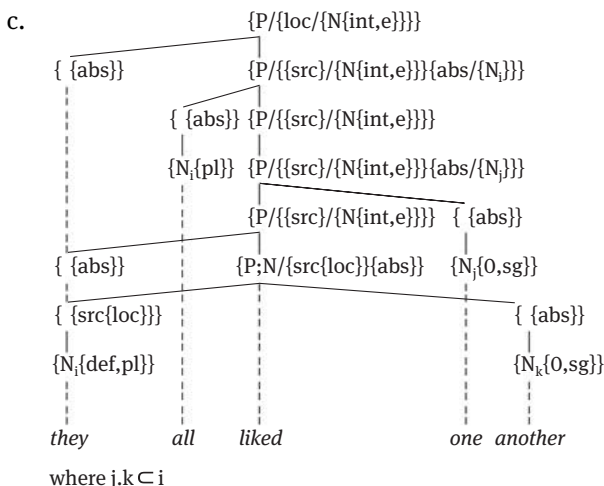 c.
{P/{loc/{N{int,e}}}}
{ {abs}} {P/{{src}/{N{int,e}}}{abs/{Nᵢ}}}
{ {abs}} {P/{{src}/{N{int,e}}}}
{Nᵢ{pl}} {P/{{src}/{N{int,e}}}{abs/{Nⱼ}}}
{P/{{src}/{N{int,e}}}} { {abs}}
{ {abs}} {P;N/{src{loc}}{abs}} {Nⱼ{0,sg}}
{ {src{loc}}} { {abs}}
{Nᵢ{def,pl}} {Nₖ{0,sg}}
they all liked one another
where j.k ⊂ i